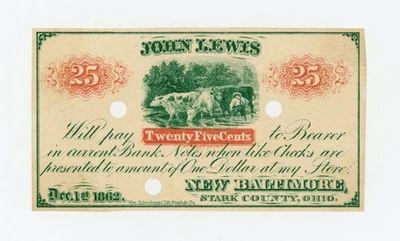 JOHN LEWIS
25 25
Will pay Twenty Five Cents to Bearer
in current Bank Notes when like Checks are
presented to amount of One Dollar at my Store.
Dec. 1st 1862. NEW BALTIMORE,
STARK COUNTY, OHIO.